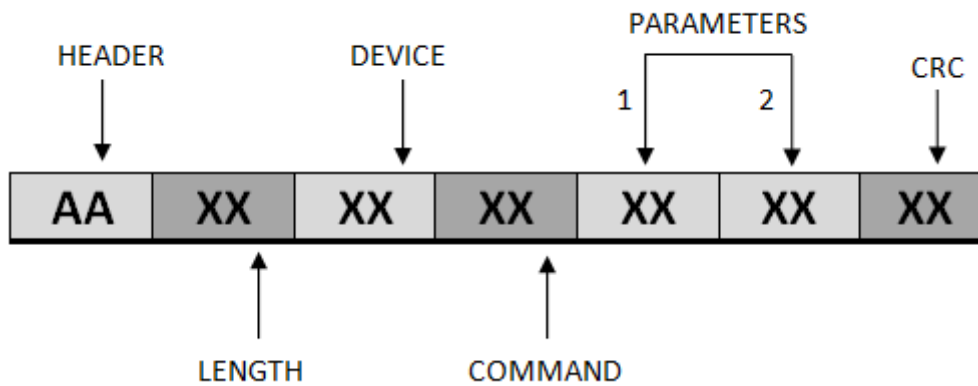 PARAMETERS
HEADER DEVICE CRC
1 2
AA XX XX XX XX XX XX
LENGTH COMMAND